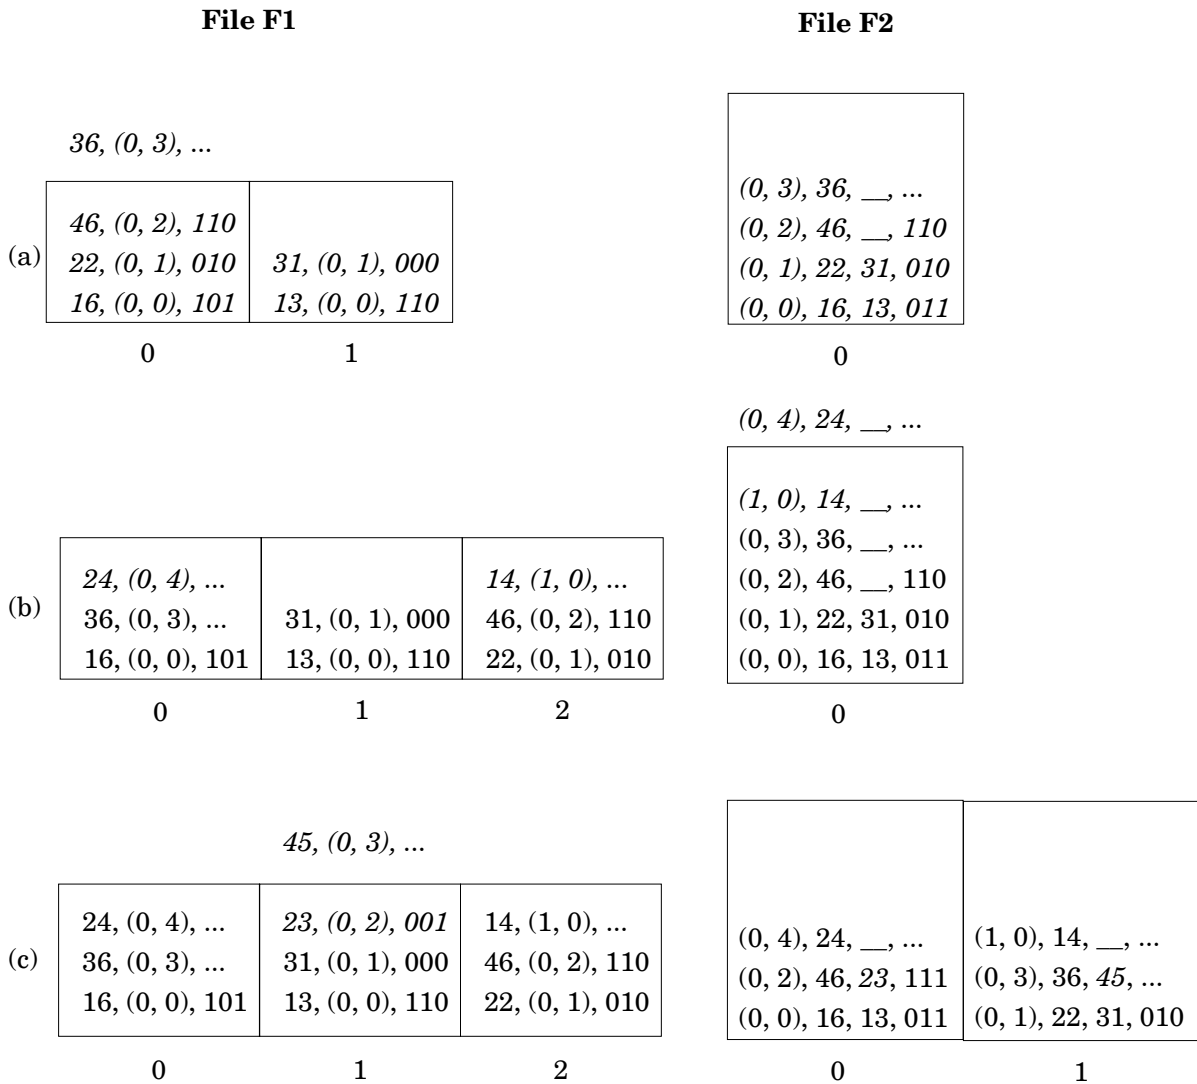 File F1
File F2
36, (0, 3), ...
(a)
46, (0, 2), 110
22, (0, 1), 010
16, (0, 0), 101
31, (0, 1), 000
13, (0, 0), 110
0
1
(0, 3), 36, __, ...
(0, 2), 46, __, 110
(0, 1), 22, 31, 010
(0, 0), 16, 13, 011
0
(b)
24, (0, 4), ...
36, (0, 3), ...
16, (0, 0), 101
31, (0, 1), 000
13, (0, 0), 110
14, (1, 0), ...
46, (0, 2), 110
22, (0, 1), 010
0
1
2
(0, 4), 24, __, ...
(1, 0), 14, __, ...
(0, 3), 36, __, ...
(0, 2), 46, __, 110
(0, 1), 22, 31, 010
(0, 0), 16, 13, 011
0
45, (0, 3), ...
(c)
24, (0, 4), ...
36, (0, 3), ...
16, (0, 0), 101
23, (0, 2), 001
31, (0, 1), 000
13, (0, 0), 110
14, (1, 0), ...
46, (0, 2), 110
22, (0, 1), 010
0
1
2
(0, 4), 24, __, ...
(0, 2), 46, 23, 111
(0, 0), 16, 13, 011
(1, 0), 14, __, ...
(0, 3), 36, 45, ...
(0, 1), 22, 31, 010
0
1